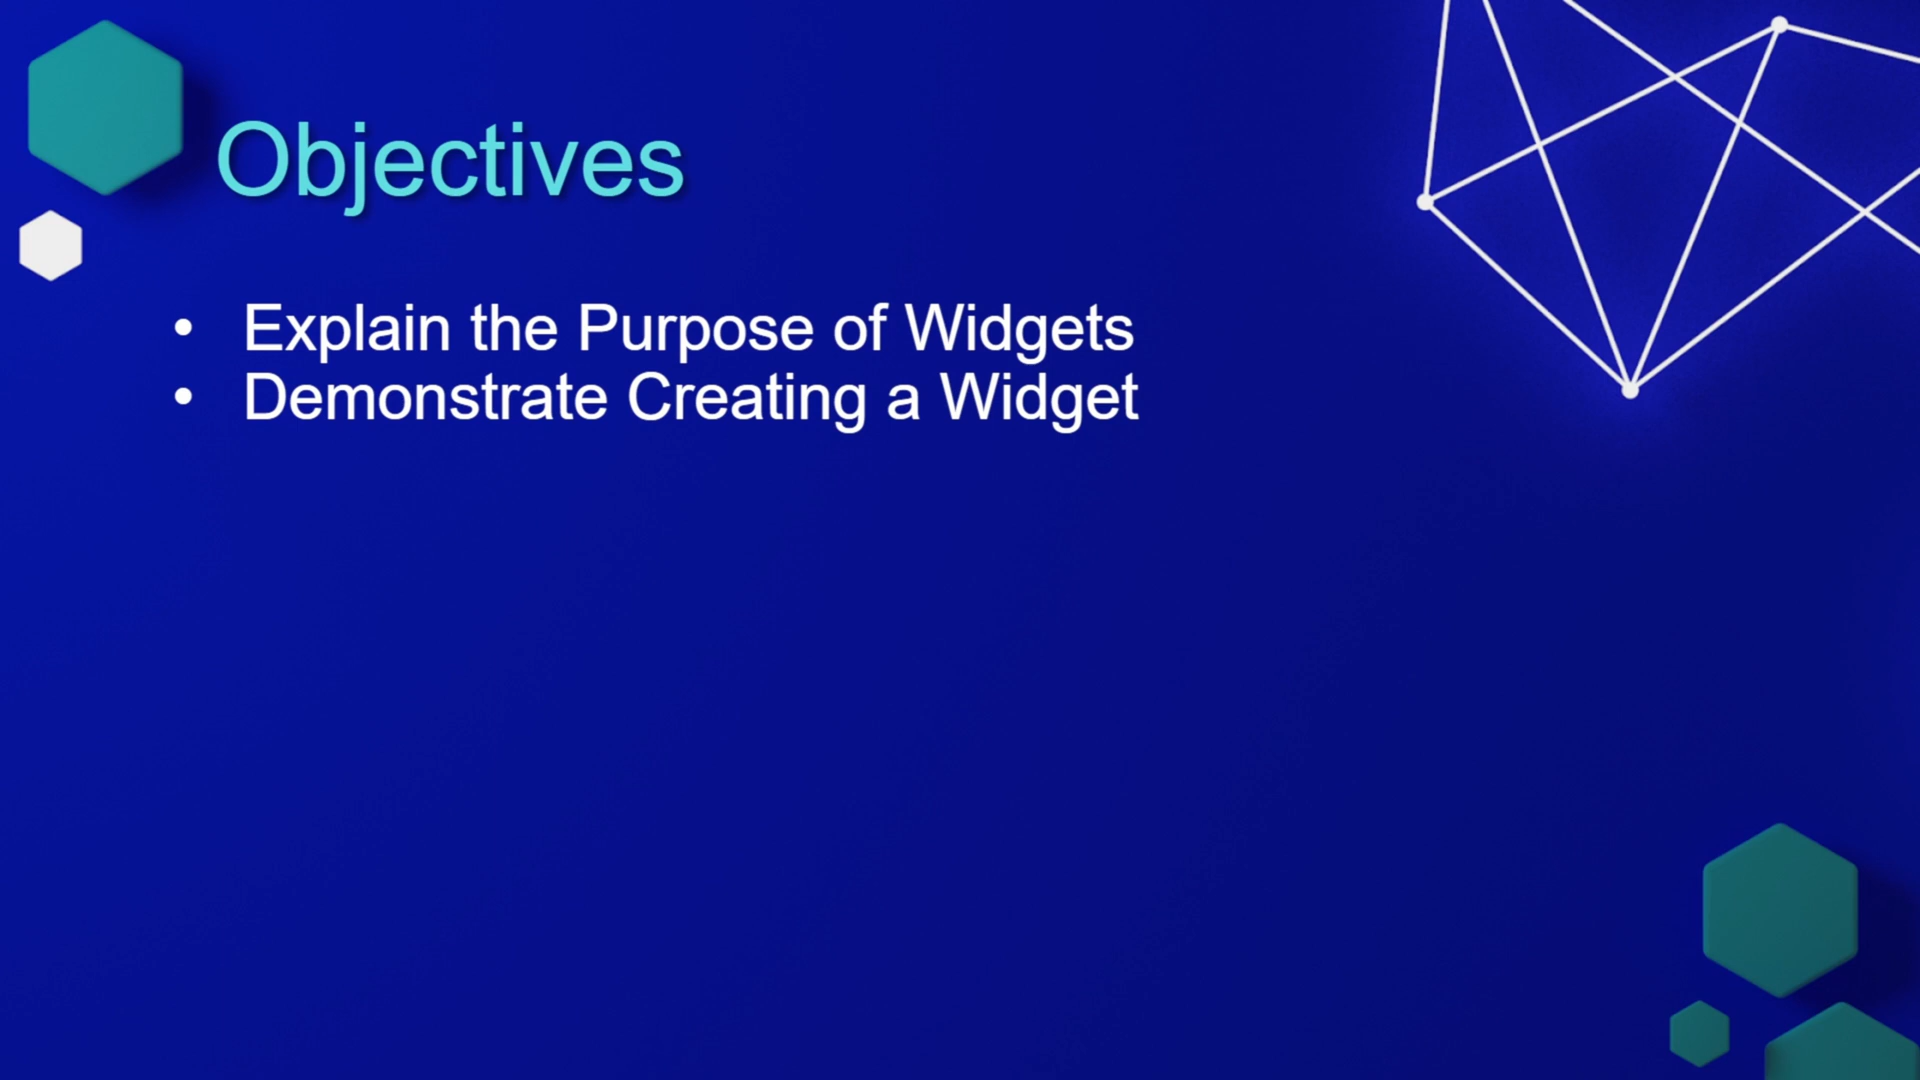 Objectives
• Explain the Purpose of Widgets
• Demonstrate Creating a Widget